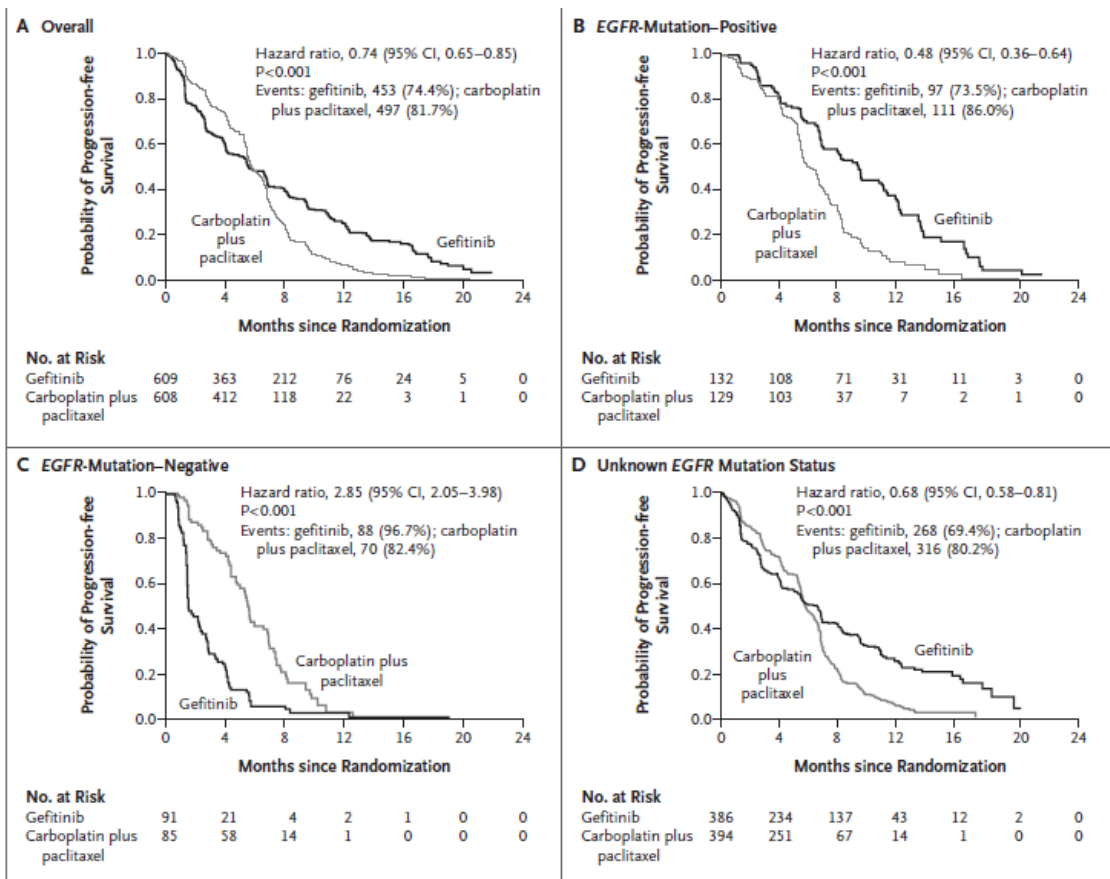 A Overall
Hazard ratio, 0.74 (95% CI, 0.65–0.85)
P<0.001
Events: gefitinib, 453 (74.4%); carboplatin
plus paclitaxel, 497 (81.7%)
Probability of Progression-free
Survival
1.0
0.8
0.6
0.4
0.2
0.0
Carboplatin
plus
paclitaxel
Gefitinib
0 4 8 12 16 20 24
Months since Randomization
No. at Risk
Gefitinib 609 363 212 76 24 5 0
Carboplatin plus 608 412 118 22 3 1 0
paclitaxel
B EGFR-Mutation–Positive
Hazard ratio, 0.48 (95% CI, 0.36–0.64)
P<0.001
Events: gefitinib, 97 (73.5%); carboplatin
plus paclitaxel, 111 (86.0%)
Probability of Progression-free
Survival
1.0
0.8
0.6
0.4
0.2
0.0
Carboplatin
plus
paclitaxel
Gefitinib
0 4 8 12 16 20 24
Months since Randomization
No. at Risk
Gefitinib 132 108 71 31 11 3 0
Carboplatin plus 129 103 37 7 2 1 0
paclitaxel
C EGFR-Mutation–Negative
Hazard ratio, 2.85 (95% CI, 2.05–3.98)
P<0.001
Events: gefitinib, 88 (96.7%); carboplatin
plus paclitaxel, 70 (82.4%)
Probability of Progression-free
Survival
1.0
0.8
0.6
0.4
0.2
0.0
Carboplatin plus
paclitaxel
Gefitinib
0 4 8 12 16 20 24
Months since Randomization
No. at Risk
Gefitinib 91 21 4 2 1 0 0
Carboplatin plus 85 58 14 1 0 0 0
paclitaxel
D Unknown EGFR Mutation Status
Hazard ratio, 0.68 (95% CI, 0.58–0.81)
P<0.001
Events: gefitinib, 268 (69.4%); carboplatin
plus paclitaxel, 316 (80.2%)
Probability of Progression-free
Survival
1.0
0.8
0.6
0.4
0.2
0.0
Carboplatin
plus
paclitaxel
Gefitinib
0 4 8 12 16 20 24
Months since Randomization
No. at Risk
Gefitinib 386 234 137 43 12 2 0
Carboplatin plus 394 251 67 14 1 0 0
paclitaxel